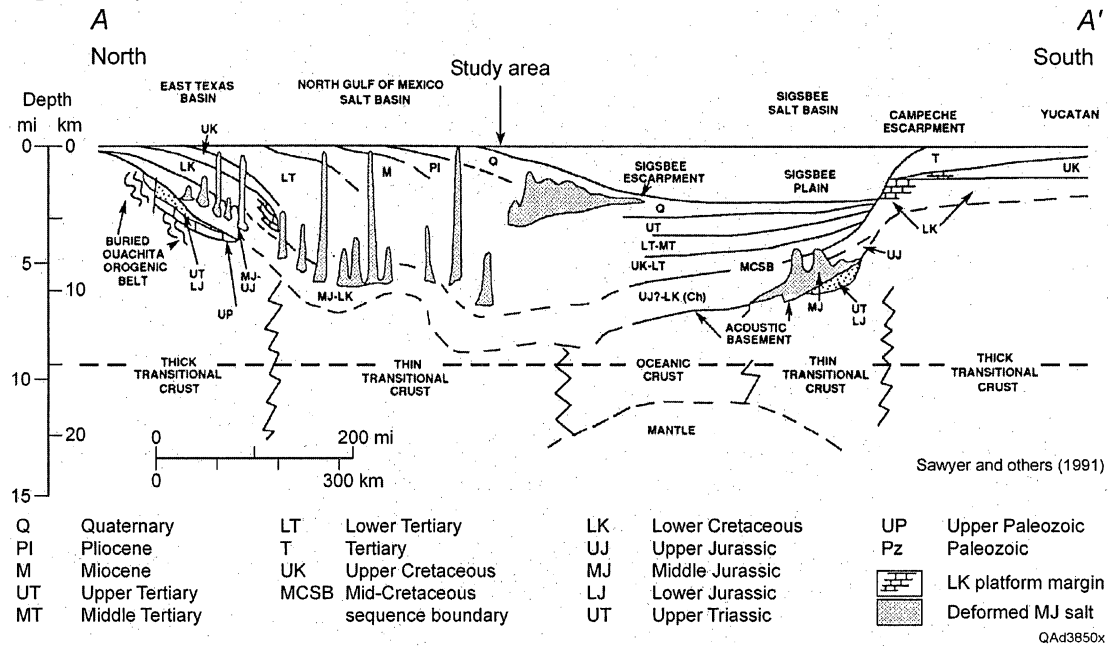 A
A'
North
South
Study area
Depth
mi km
EAST TEXAS
BASIN
NORTH GULF OF MEXICO
SALT BASIN
SIGSBEE
SALT BASIN
CAMPECHE
ESCARPMENT
YUCATAN
0 0
5
10
10
20
15
UK
LK
LT
M
PI
Q
SIGSBEE
ESCARPMENT
SIGSBEE
PLAIN
T
UK
Q
UT
LT-MT
UK-LT
MCSB
LK
UJ
BURIED
OUACHITA
OROGENIC
BELT
UT
LJ
UP
MJ-
UJ
MJ-LK
UJ?-LK (Ch)
MJ
UT
LJ
ACOUSTIC
BASEMENT
THICK
TRANSITIONAL
CRUST
THIN
TRANSITIONAL
CRUST
OCEANIC
CRUST
THIN
TRANSITIONAL
CRUST
THICK
TRANSITIONAL
CRUST
MANTLE
0 200 mi
0 300 km
Sawyer and others (1991)
Q Quaternary
PI Pliocene
M Miocene
UT Upper Tertiary
MT Middle Tertiary
LT Lower Tertiary
T Tertiary
UK Upper Cretaceous
MCSB Mid-Cretaceous
sequence boundary
LK Lower Cretaceous
UJ Upper Jurassic
MJ Middle Jurassic
LJ Lower Jurassic
UT Upper Triassic
UP Upper Paleozoic
Pz Paleozoic
LK platform margin
Deformed MJ salt
QAd3850x